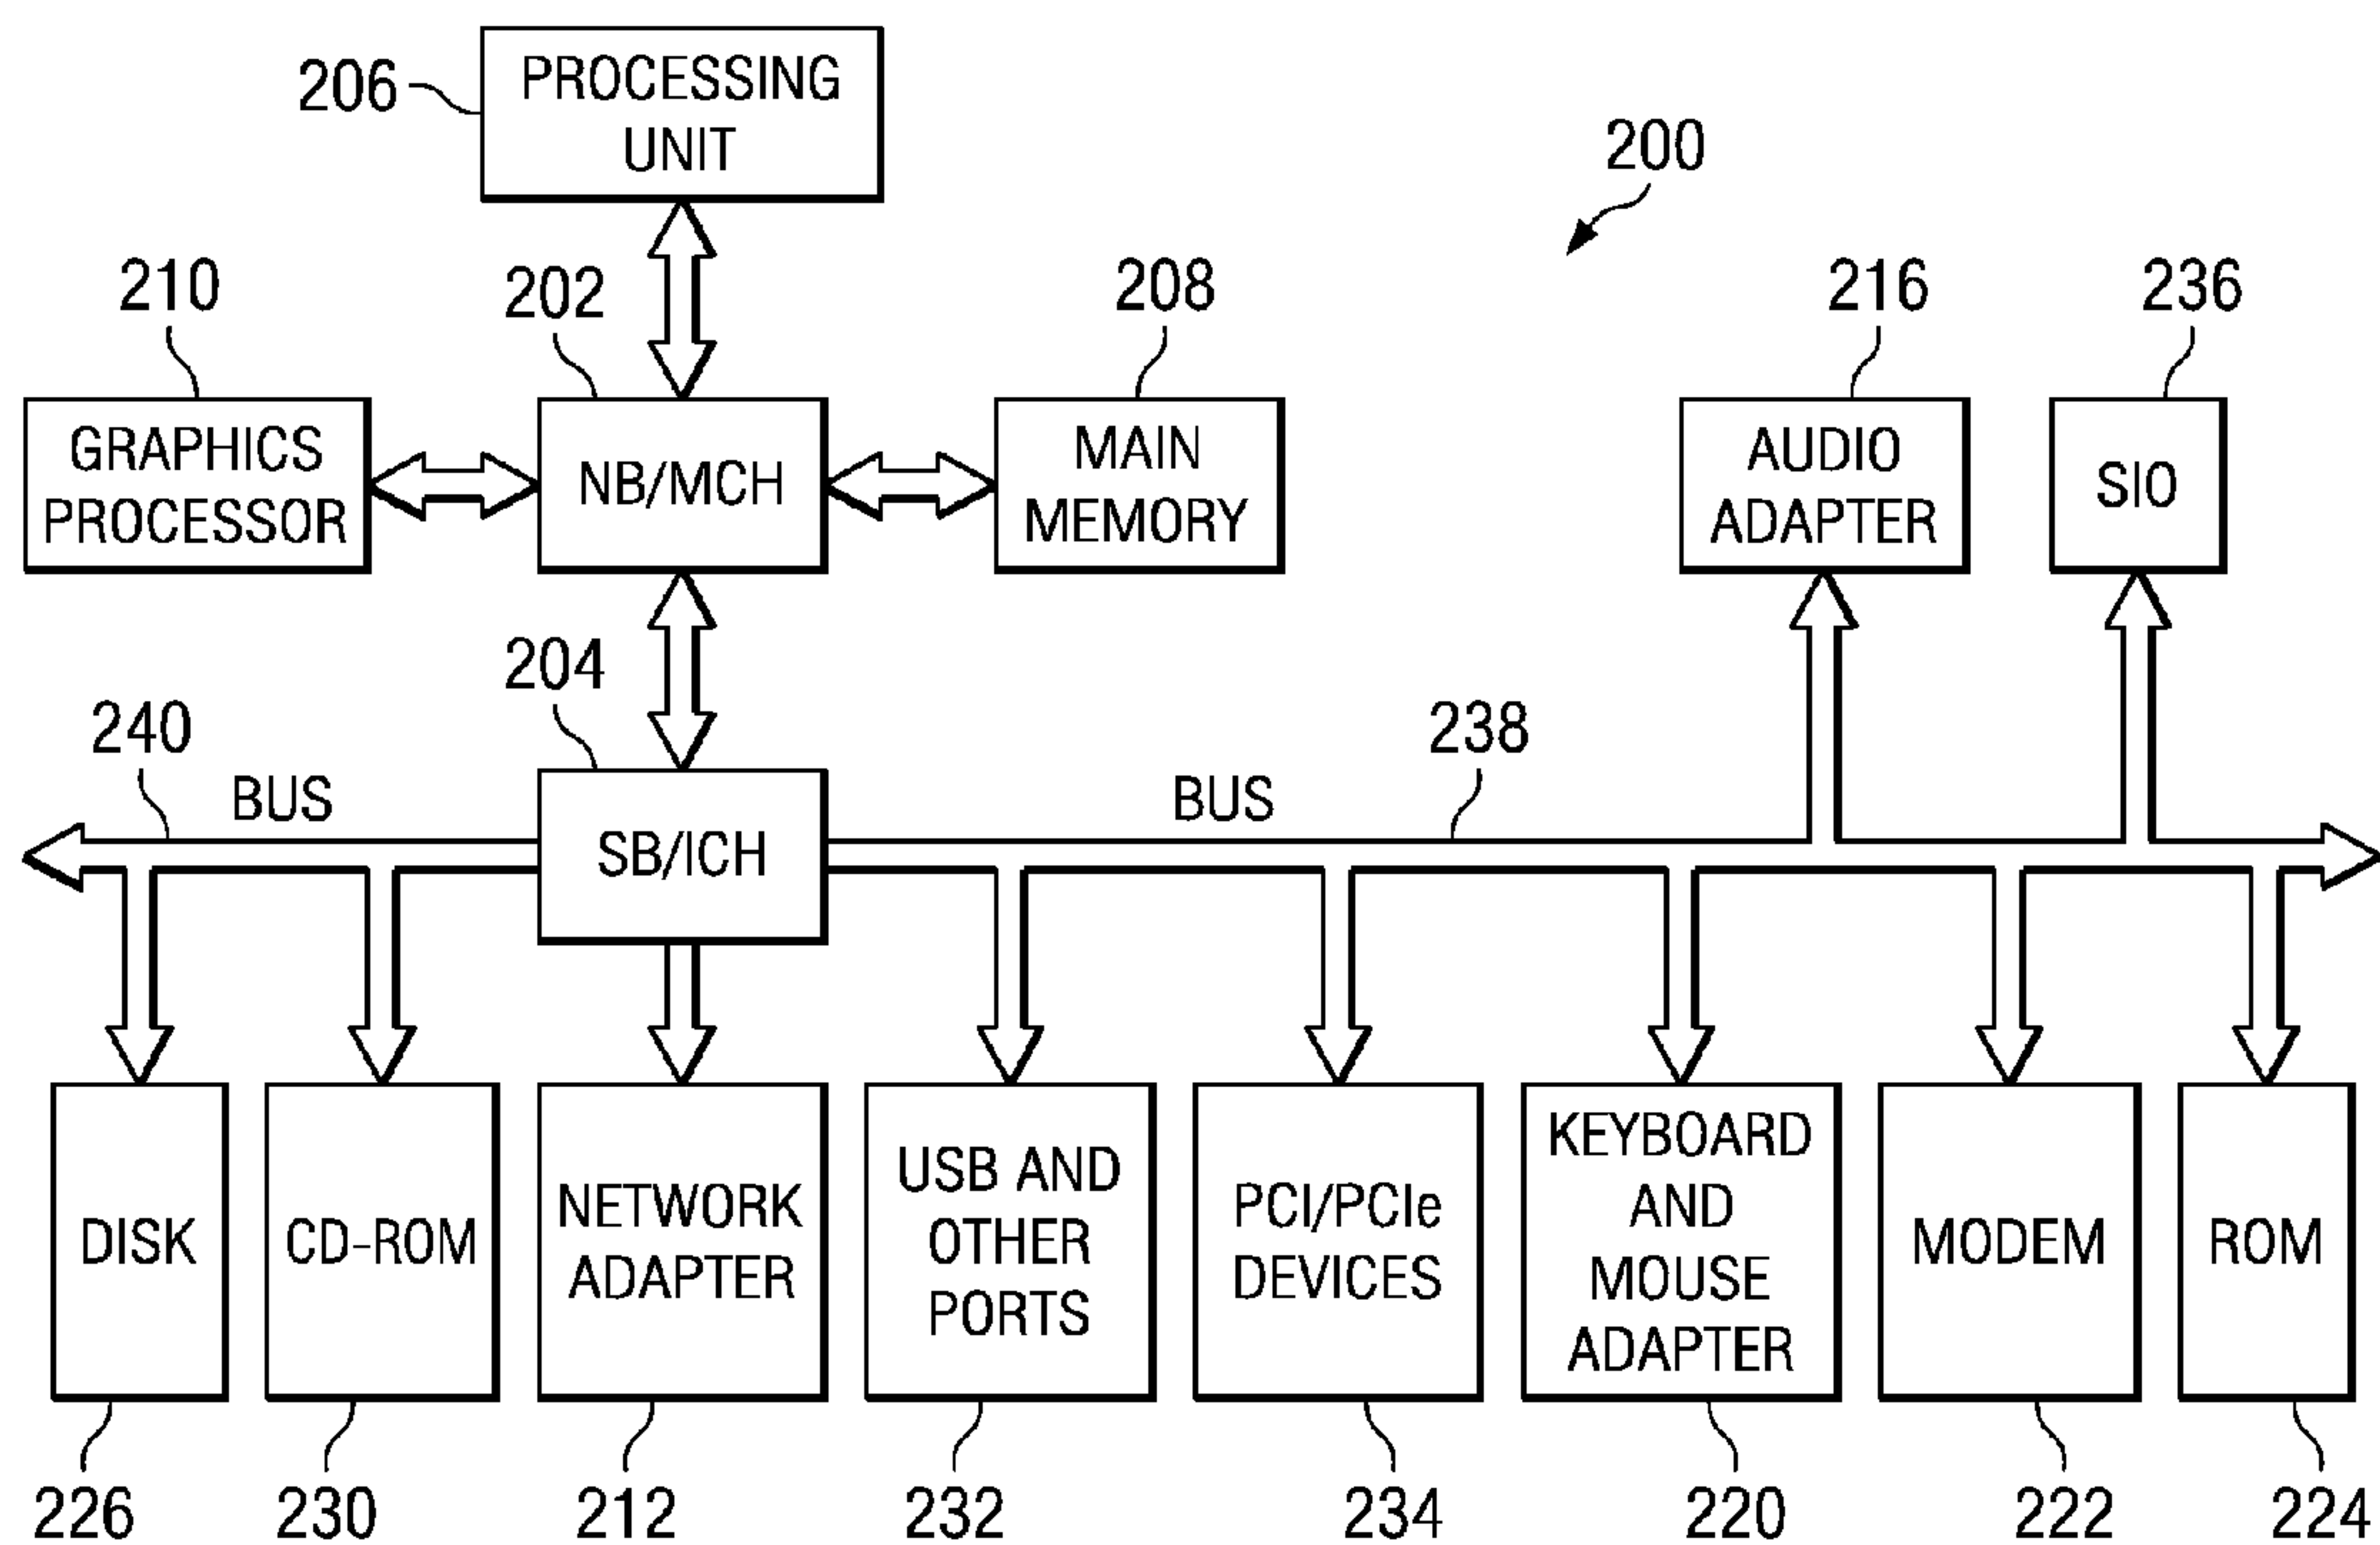 206
PROCESSING
UNIT
200
210
202
208
216
236
GRAPHICS
PROCESSOR
NB/MCH
MAIN
MEMORY
AUDIO
ADAPTER
SIO
204
240
BUS
238
BUS
SB/ICH
DISK
CD-ROM
NETWORK
ADAPTER
USB AND
OTHER
PORTS
PCI/PCIe
DEVICES
KEYBOARD
AND
MOUSE
ADAPTER
MODEM
ROM
226
230
212
232
234
220
222
224